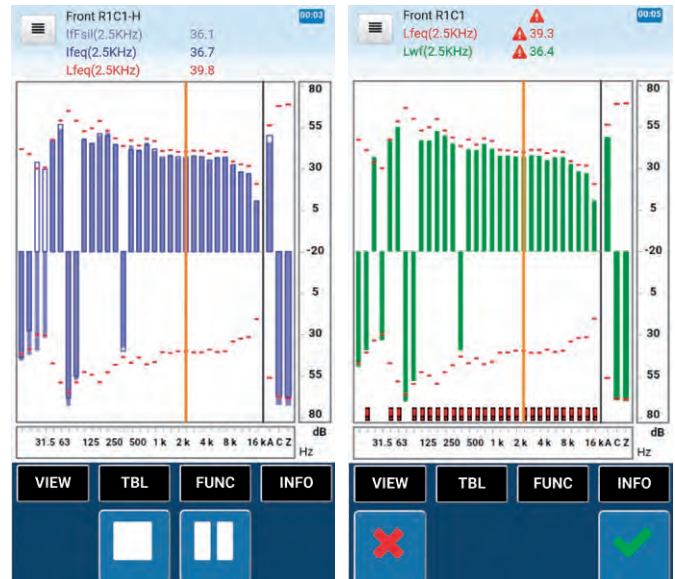 Front R1C1-H
00:03
IfFsil(2.5KHz) 36.1
Ifeq(2.5KHz) 36.7
Lfeq(2.5KHz) 39.8
80
55
30
5
-20
5
30
55
80
dB
31.5 63 125 250 500 1 k 2 k 4 k 8 k 16 k A C Z
Hz
VIEW TBL FUNC INFO
Front R1C1
00:05
Lfeq(2.5KHz) 39.3
Lwf(2.5KHz) 36.4
80
55
30
5
-20
5
30
55
80
dB
31.5 63 125 250 500 1 k 2 k 4 k 8 k 16 k A C Z
Hz
VIEW TBL FUNC INFO